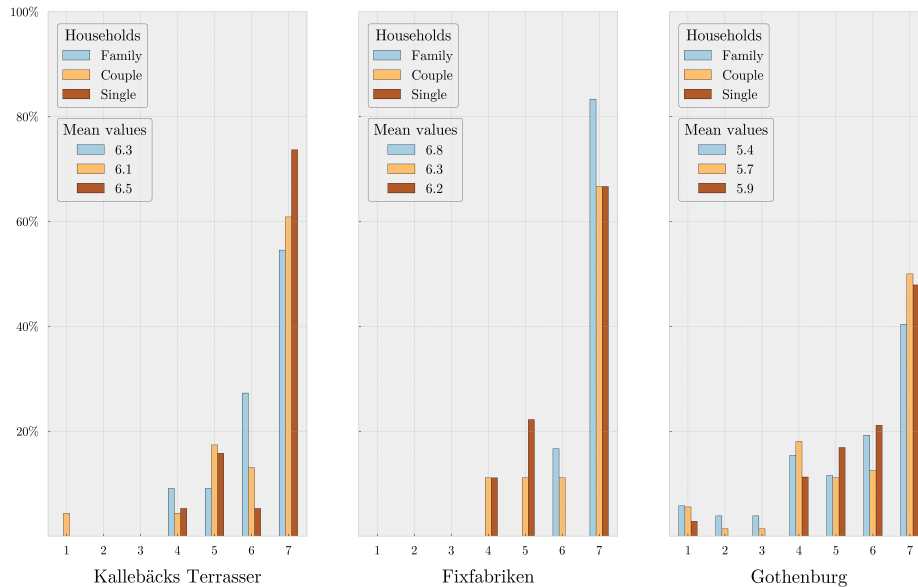 100%
80%
60%
40%
20%
Households
Family
Couple
Single
Mean values
6.3
6.1
6.5
1 2 3 4 5 6 7
Kallebäcks Terrasser
Households
Family
Couple
Single
Mean values
6.8
6.3
6.2
1 2 3 4 5 6 7
Fixfabriken
Households
Family
Couple
Single
Mean values
5.4
5.7
5.9
1 2 3 4 5 6 7
Gothenburg